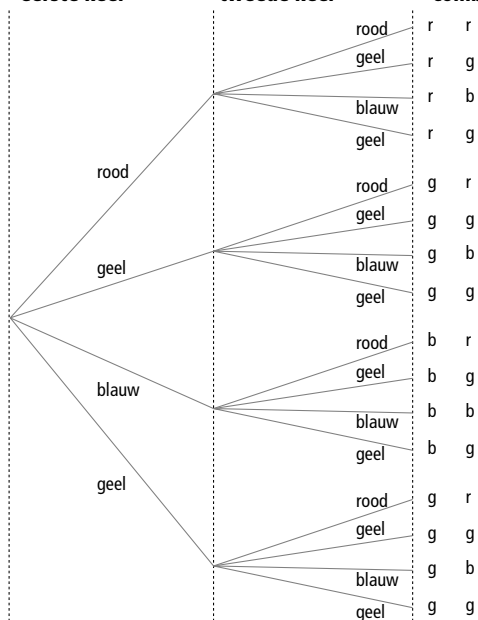 rood r r
geel r g
blauw r b
geel r g
rood
rood g r
geel g g
geel
blauw g b
geel g g
rood b r
geel b g
blauw
blauw b b
geel b g
geel
rood g r
geel g g
blauw g b
geel g g